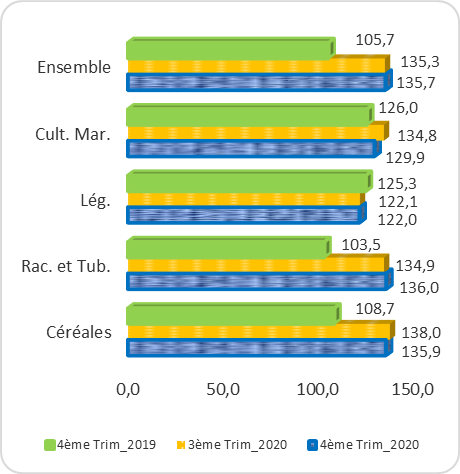 105,7
Ensemble
135,3
135,7
126,0
Cult. Mar.
134,8
129,9
125,3
Lég.
122,1
122,0
103,5
Rac. et Tub.
134,9
136,0
108,7
Céréales
138,0
135,9
0,0 50,0 100,0 150,0
4ème Trim_2019 3ème Trim_2020 4ème Trim_2020